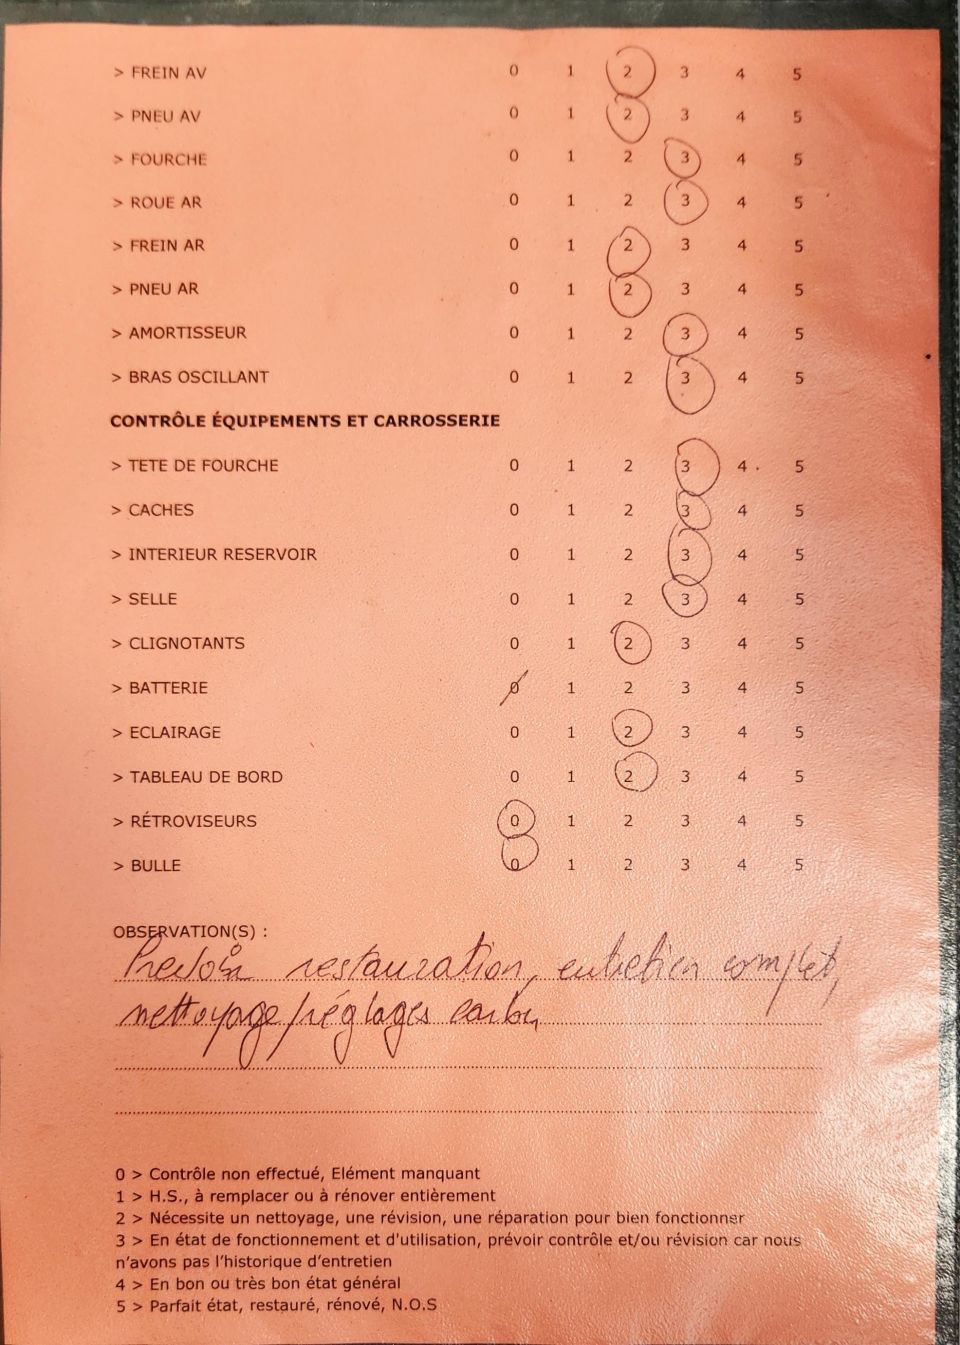 > FREIN AV 0 1 2 3 4 5
> PNEU AV 0 1 2 3 4 5
> FOURCHE 0 1 2 3 4 5
> ROUE AR 0 1 2 3 4 5
> FREIN AR 0 1 2 3 4 5
> PNEU AR 0 1 2 3 4 5
> AMORTISSEUR 0 1 2 3 4 5
> BRAS OSCILLANT 0 1 2 3 4 5
CONTRÔLE ÉQUIPEMENTS ET CARROSSERIE
> TETE DE FOURCHE 0 1 2 3 4 5
> CACHES 0 1 2 3 4 5
> INTERIEUR RESERVOIR 0 1 2 3 4 5
> SELLE 0 1 2 3 4 5
> CLIGNOTANTS 0 1 2 3 4 5
> BATTERIE 0 1 2 3 4 5
> ECLAIRAGE 0 1 2 3 4 5
> TABLEAU DE BORD 0 1 2 3 4 5
> RÉTROVISEURS 0 1 2 3 4 5
> BULLE 0 1 2 3 4 5
OBSERVATION(S) :
restauration, entretien complet,
nettoyage/réglages carbu
0 > Contrôle non effectué, Elément manquant
1 > H.S., à remplacer ou à rénover entièrement
2 > Nécessite un nettoyage, une révision, une réparation pour bien fonctionner
3 > En état de fonctionnement et d'utilisation, prévoir contrôle et/ou révision car nous
n'avons pas l'historique d'entretien
4 > En bon ou très bon état général
5 > Parfait état, restauré, rénové, N.O.S